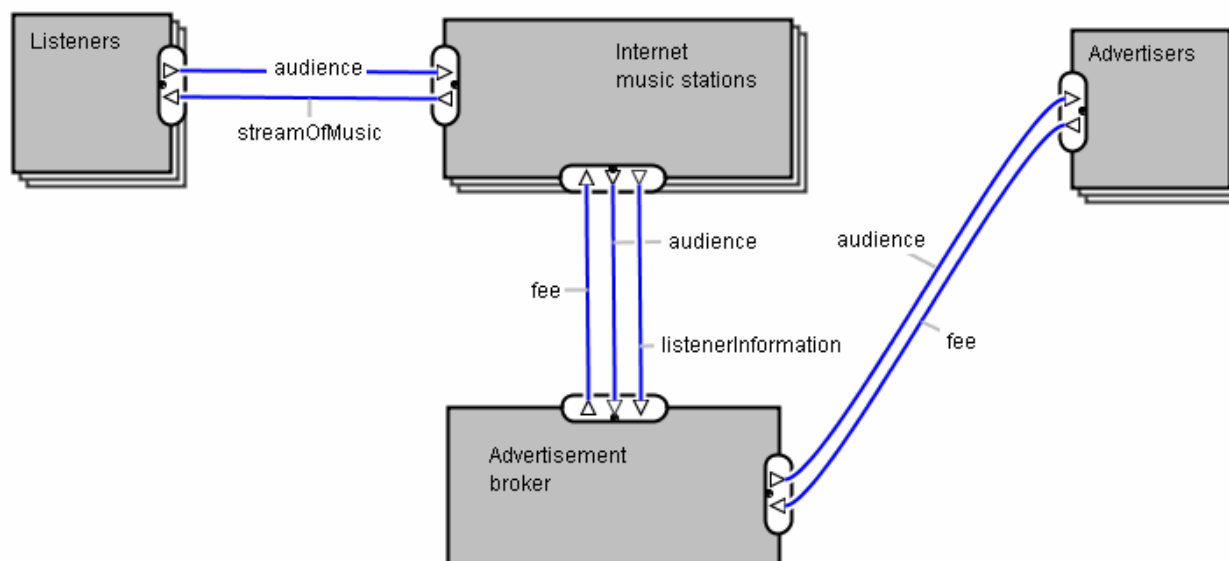 Listeners
audience
streamOfMusic
Internet
music stations
Advertisers
audience
fee
listenerInformation
audience
fee
Advertisement
broker